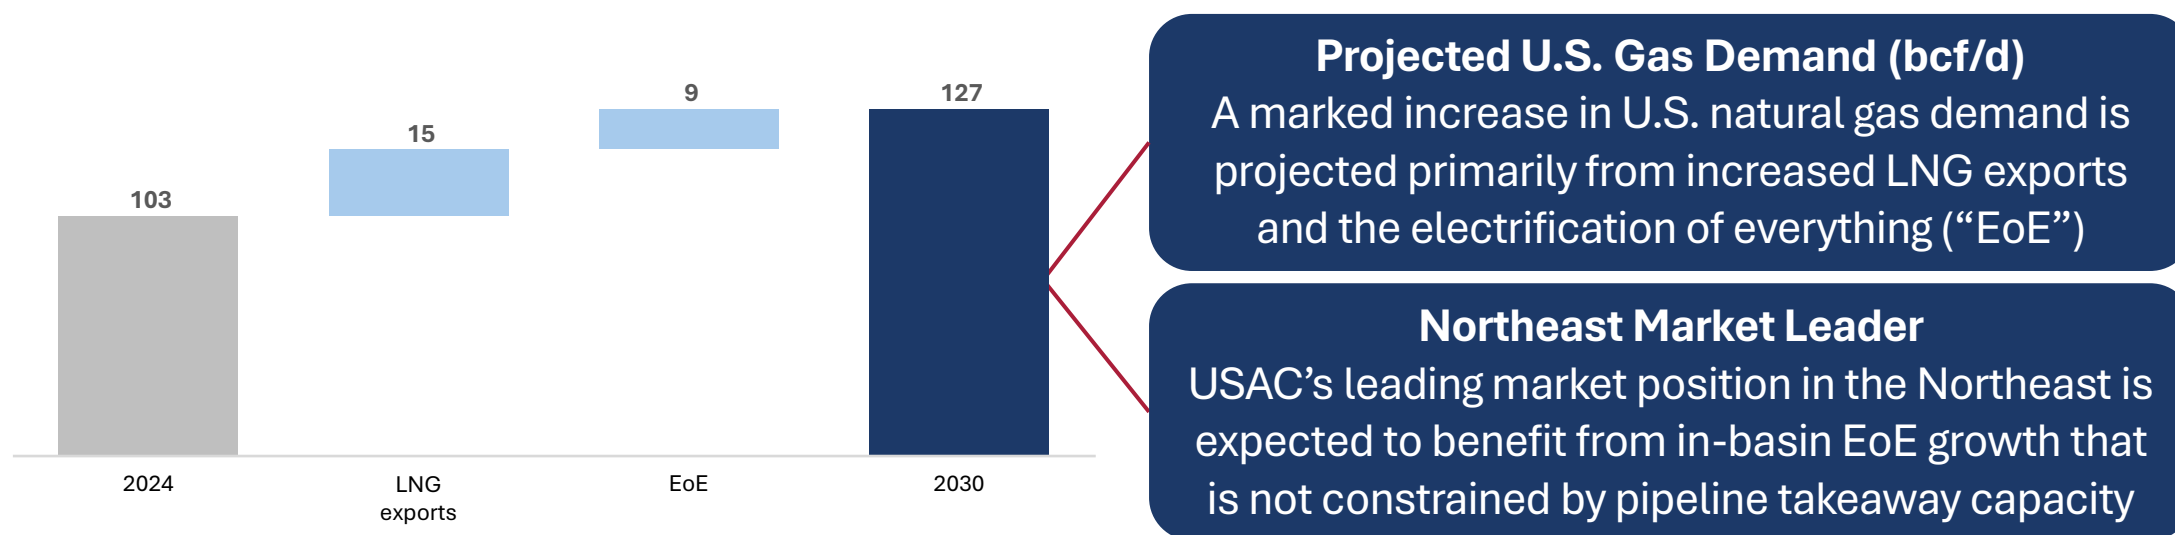 103
15
9
127
2024
LNG
exports
EoE
2030
Projected U.S. Gas Demand (bcf/d)
A marked increase in U.S. natural gas demand is
projected primarily from increased LNG exports
and the electrification of everything (“EoE”)
Northeast Market Leader
USAC’s leading market position in the Northeast is
expected to benefit from in-basin EoE growth that
is not constrained by pipeline takeaway capacity